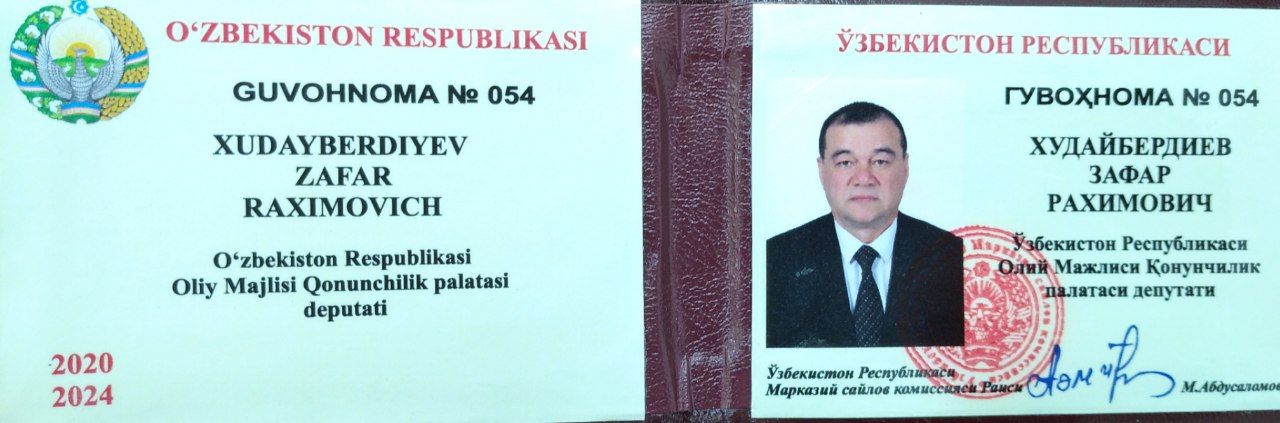 O‘ZBEKISTON RESPUBLIKASI
GUVOHNOMA № 054
XUDAYBERDIYEV
ZAFAR
RAXIMOVICH
O‘zbekiston Respublikasi
Oliy Majlisi Qonunchilik palatasi
deputati
2020
2024
ЎЗБЕКИСТОН РЕСПУБЛИКАСИ
ГУВОҲНОМА № 054
ХУДАЙБЕРДИЕВ
ЗАФАР
РАХИМОВИЧ
Ўзбекистон Республикаси
Олий Мажлиси Қонунчилик
палатаси депутати
Ўзбекистон Республикаси
Марказий сайлов комиссияси Раиси
М.Абдусаломов